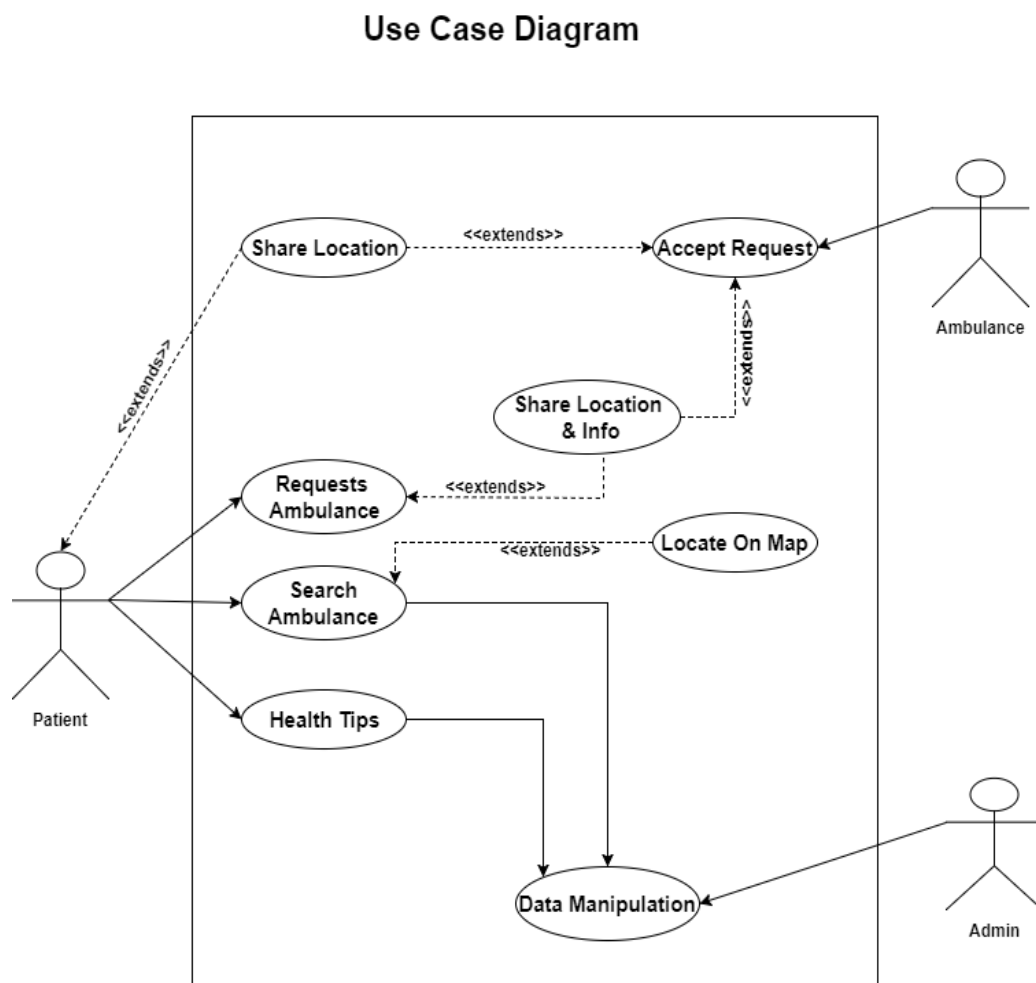 Use Case Diagram
Share Location
<<extends>>
Accept Request
Ambulance
<<extends>>
<<extends>>
Share Location
& Info
Requests
Ambulance
<<extends>>
Locate On Map
<<extends>>
Search
Ambulance
Patient
Health Tips
Data Manipulation
Admin